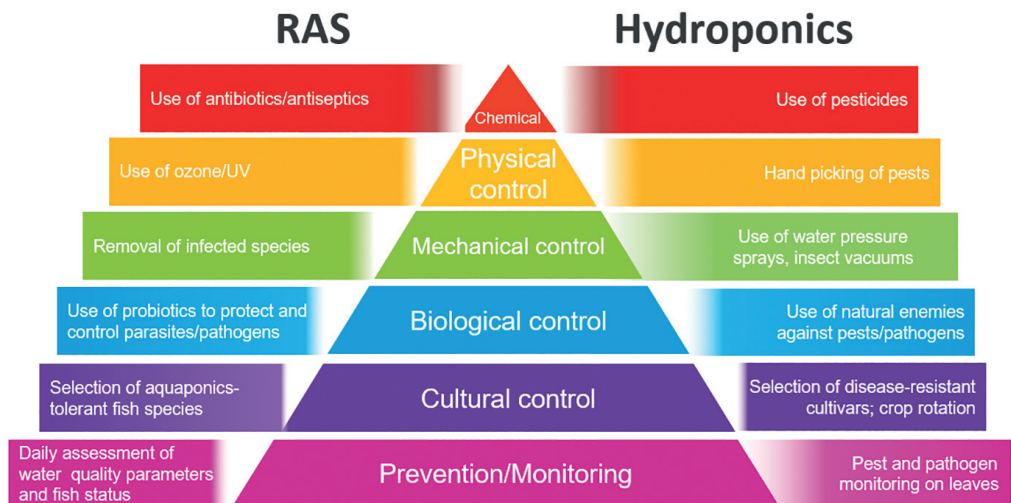 RAS
Hydroponics
Use of antibiotics/antiseptics
Chemical
Use of pesticides
Use of ozone/UV
Physical
control
Hand picking of pests
Removal of infected species
Mechanical control
Use of water pressure
sprays, insect vacuums
Use of probiotics to protect and
control parasites/pathogens
Biological control
Use of natural enemies
against pests/pathogens
Selection of aquaponics-
tolerant fish species
Cultural control
Selection of disease-resistant
cultivars; crop rotation
Daily assessment of
water quality parameters
and fish status
Prevention/Monitoring
Pest and pathogen
monitoring on leaves